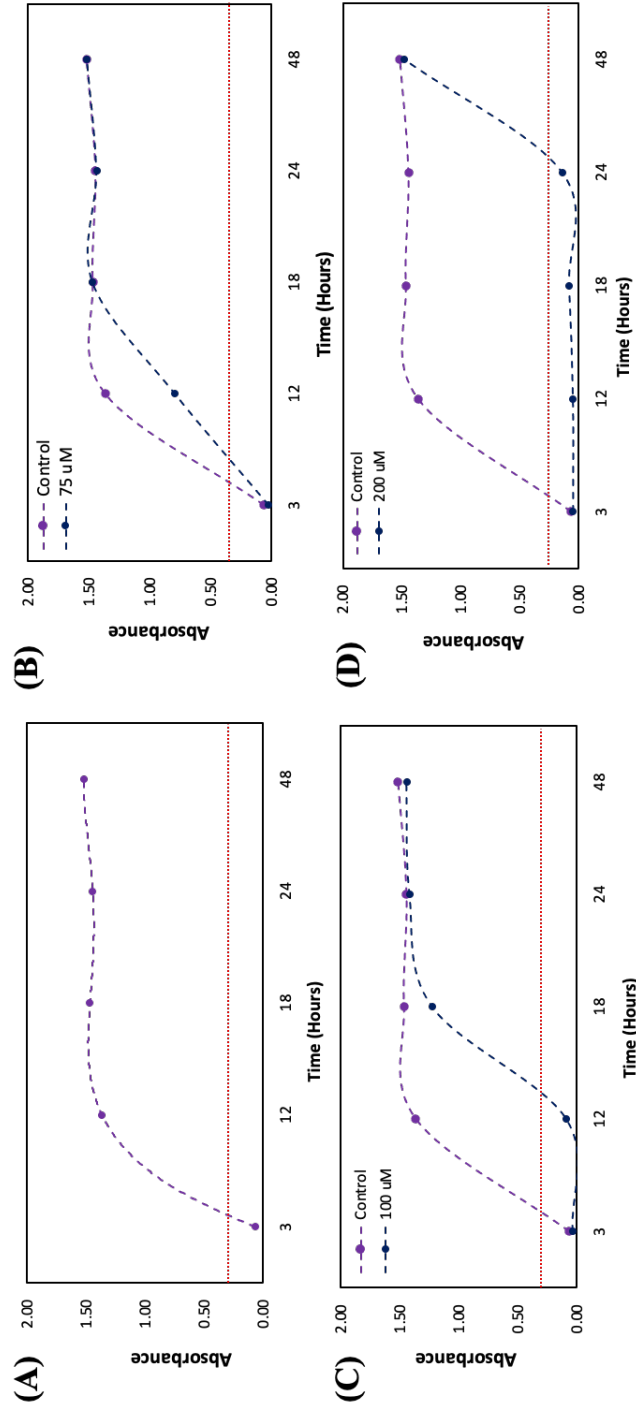 (A)
2.00
1.50
1.00
0.50
0.00
Absorbance
3
12
18
24
48
Time (Hours)
(B)
2.00
1.50
1.00
0.50
0.00
Absorbance
Control
75 uM
3
12
18
24
48
Time (Hours)
(C)
2.00
1.50
1.00
0.50
0.00
Absorbance
Control
100 uM
3
12
18
24
48
Time (Hours)
(D)
2.00
1.50
1.00
0.50
0.00
Absorbance
Control
200 uM
3
12
18
24
48
Time (Hours)